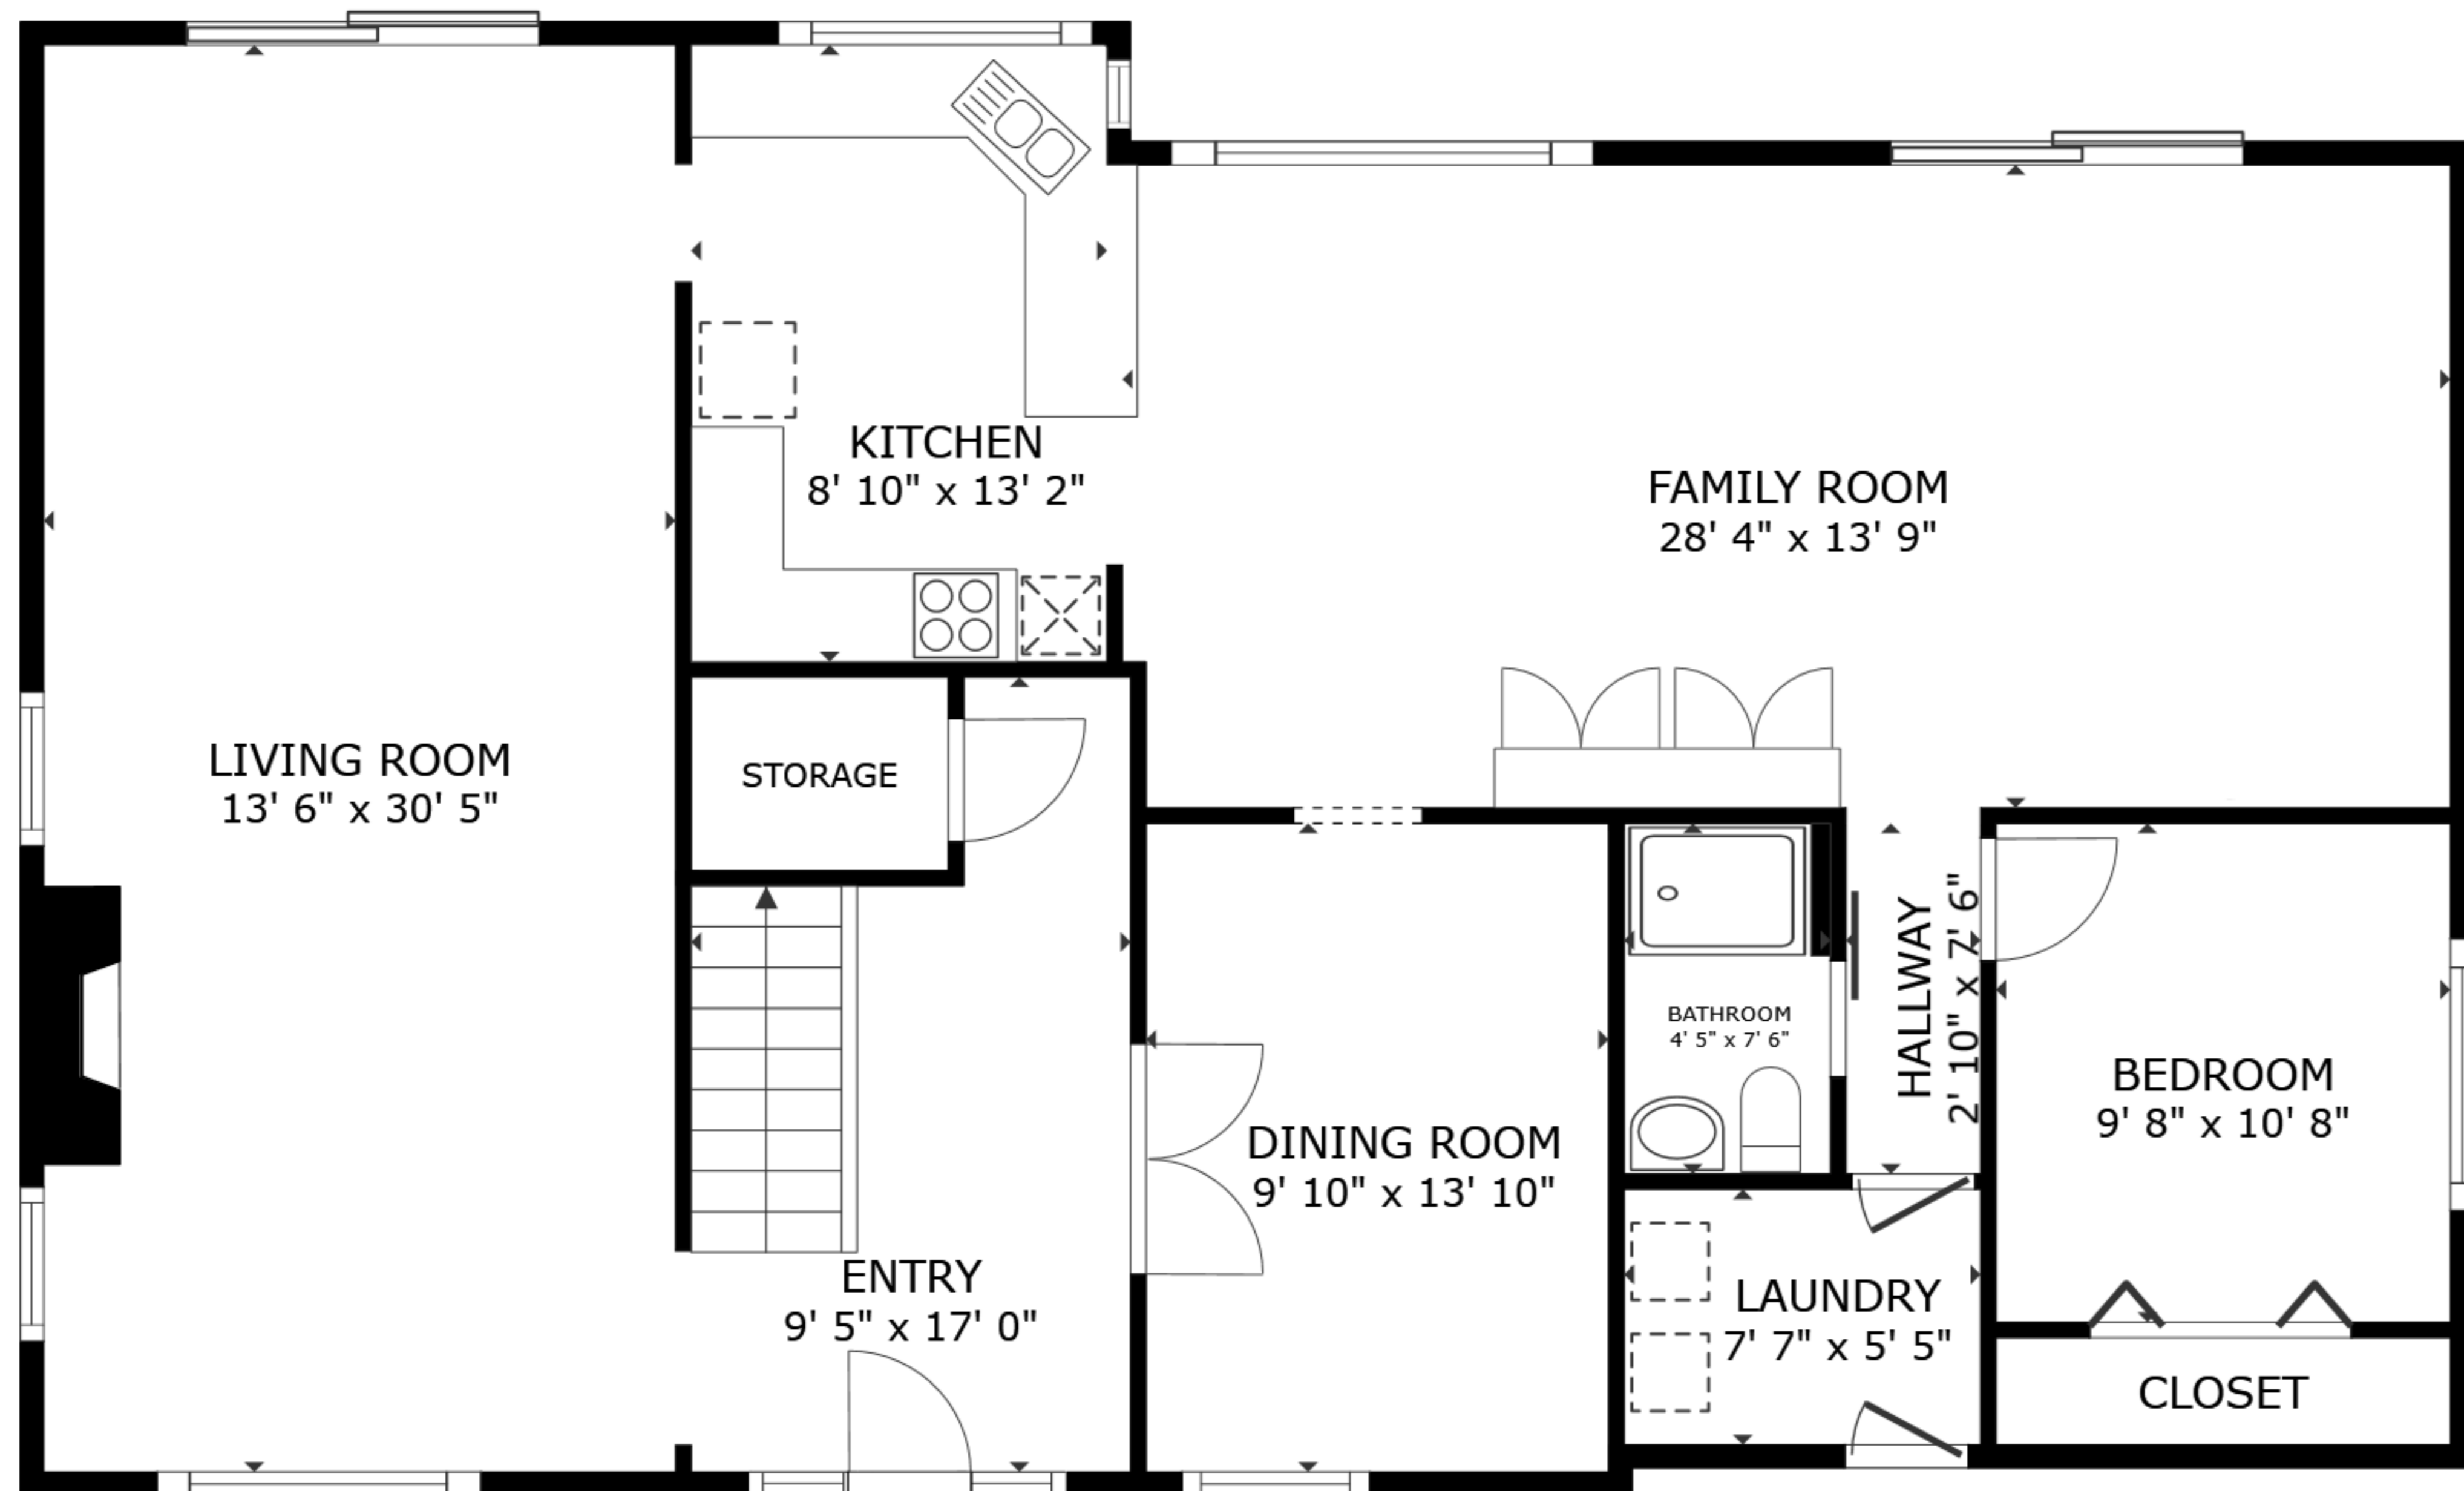 KITCHEN
8' 10" x 13' 2"
FAMILY ROOM
28' 4" x 13' 9"
LIVING ROOM
13' 6" x 30' 5"
STORAGE
HALLWAY
2' 10" x 7' 6"
BATHROOM
4' 5" x 7' 6"
BEDROOM
9' 8" x 10' 8"
DINING ROOM
9' 10" x 13' 10"
ENTRY
9' 5" x 17' 0"
LAUNDRY
7' 7" x 5' 5"
CLOSET